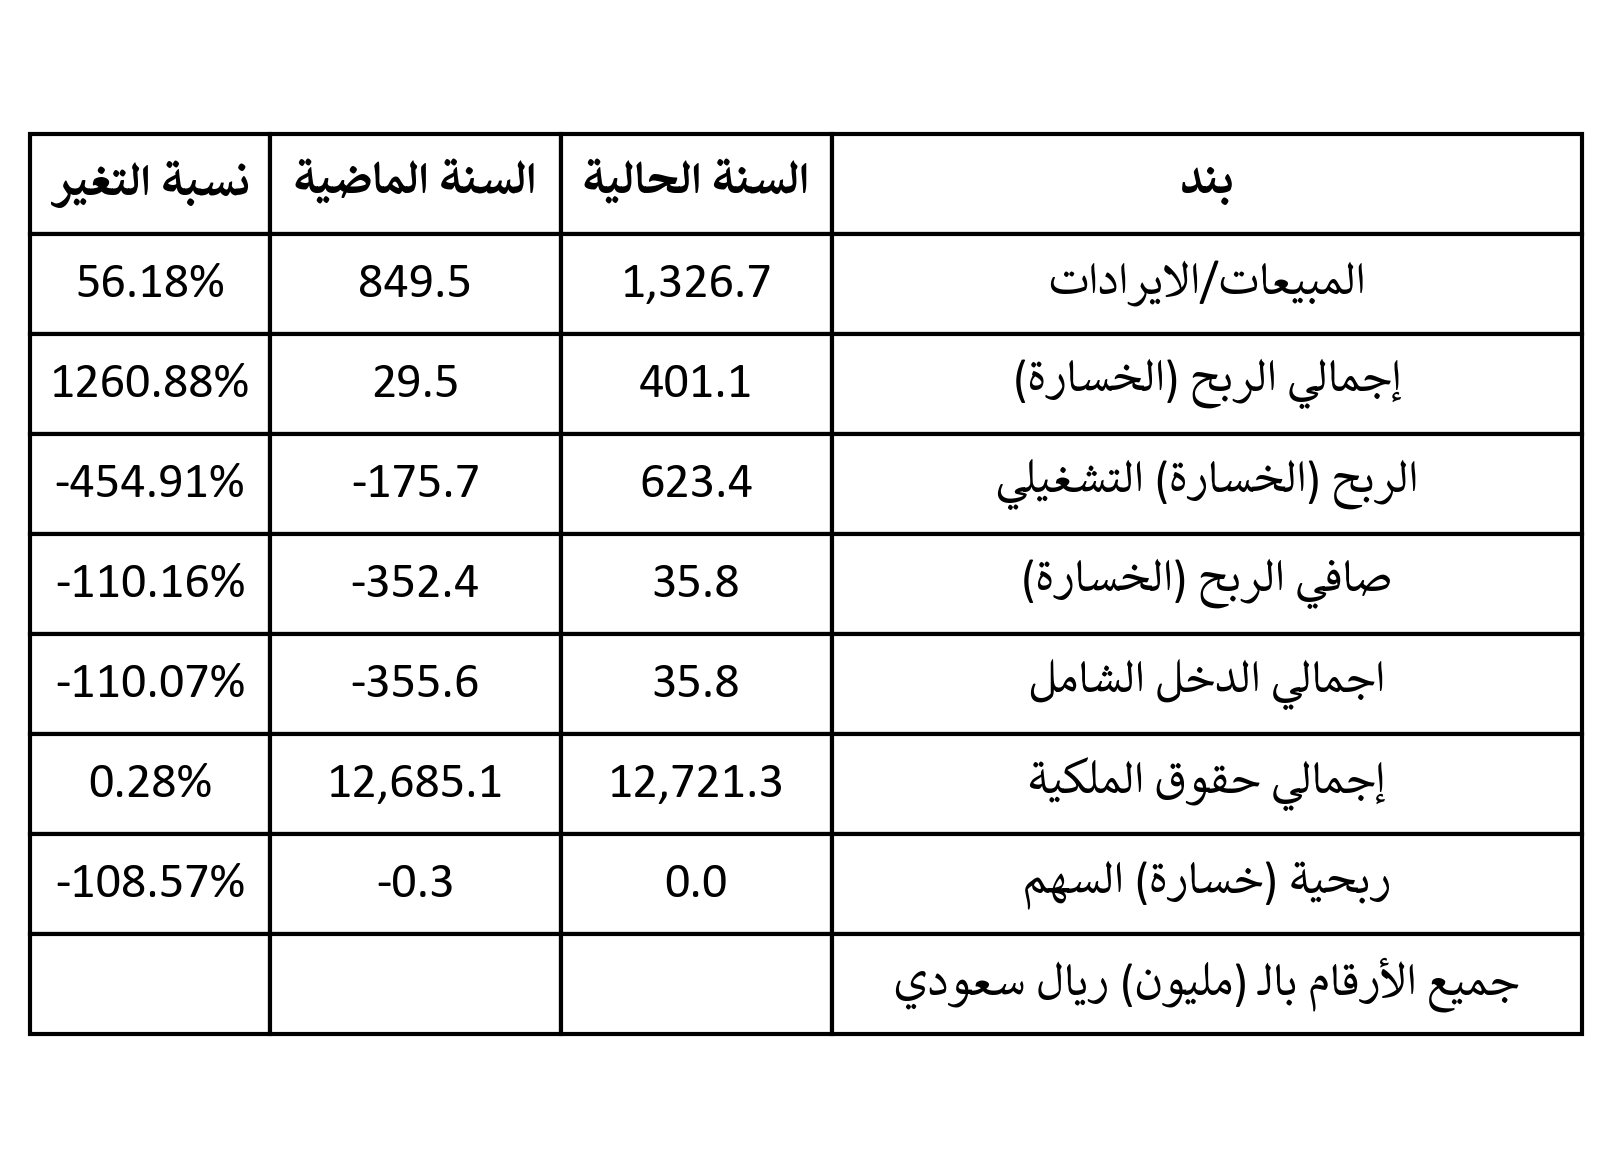 بند السنة الحالية السنة الماضية نسبة التغير
المبيعات/الايرادات 1,326.7 849.5 56.18%
إجمالي الربح (الخسارة) 401.1 29.5 1260.88%
الربح (الخسارة) التشغيلي 623.4 -175.7 -454.91%
صافي الربح (الخسارة) 35.8 -352.4 -110.16%
اجمالي الدخل الشامل 35.8 -355.6 -110.07%
إجمالي حقوق الملكية 12,721.3 12,685.1 0.28%
ربحية (خسارة) السهم 0.0 -0.3 -108.57%
جميع الأرقام بالـ (مليون) ريال سعودي